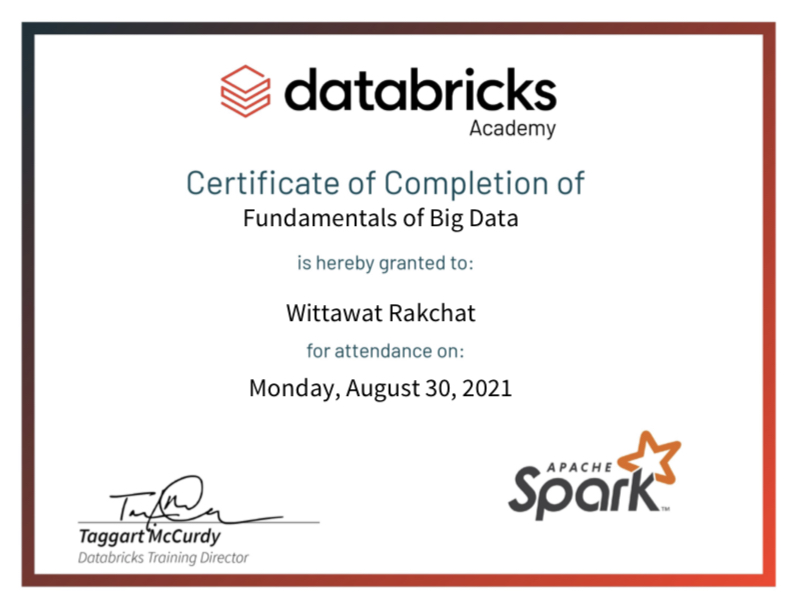 databricks
Academy
Certificate of Completion of
Fundamentals of Big Data
is hereby granted to:
Wittawat Rakchat
for attendance on:
Monday, August 30, 2021
APACHE
Spark™
Taggart McCurdy
Databricks Training Director